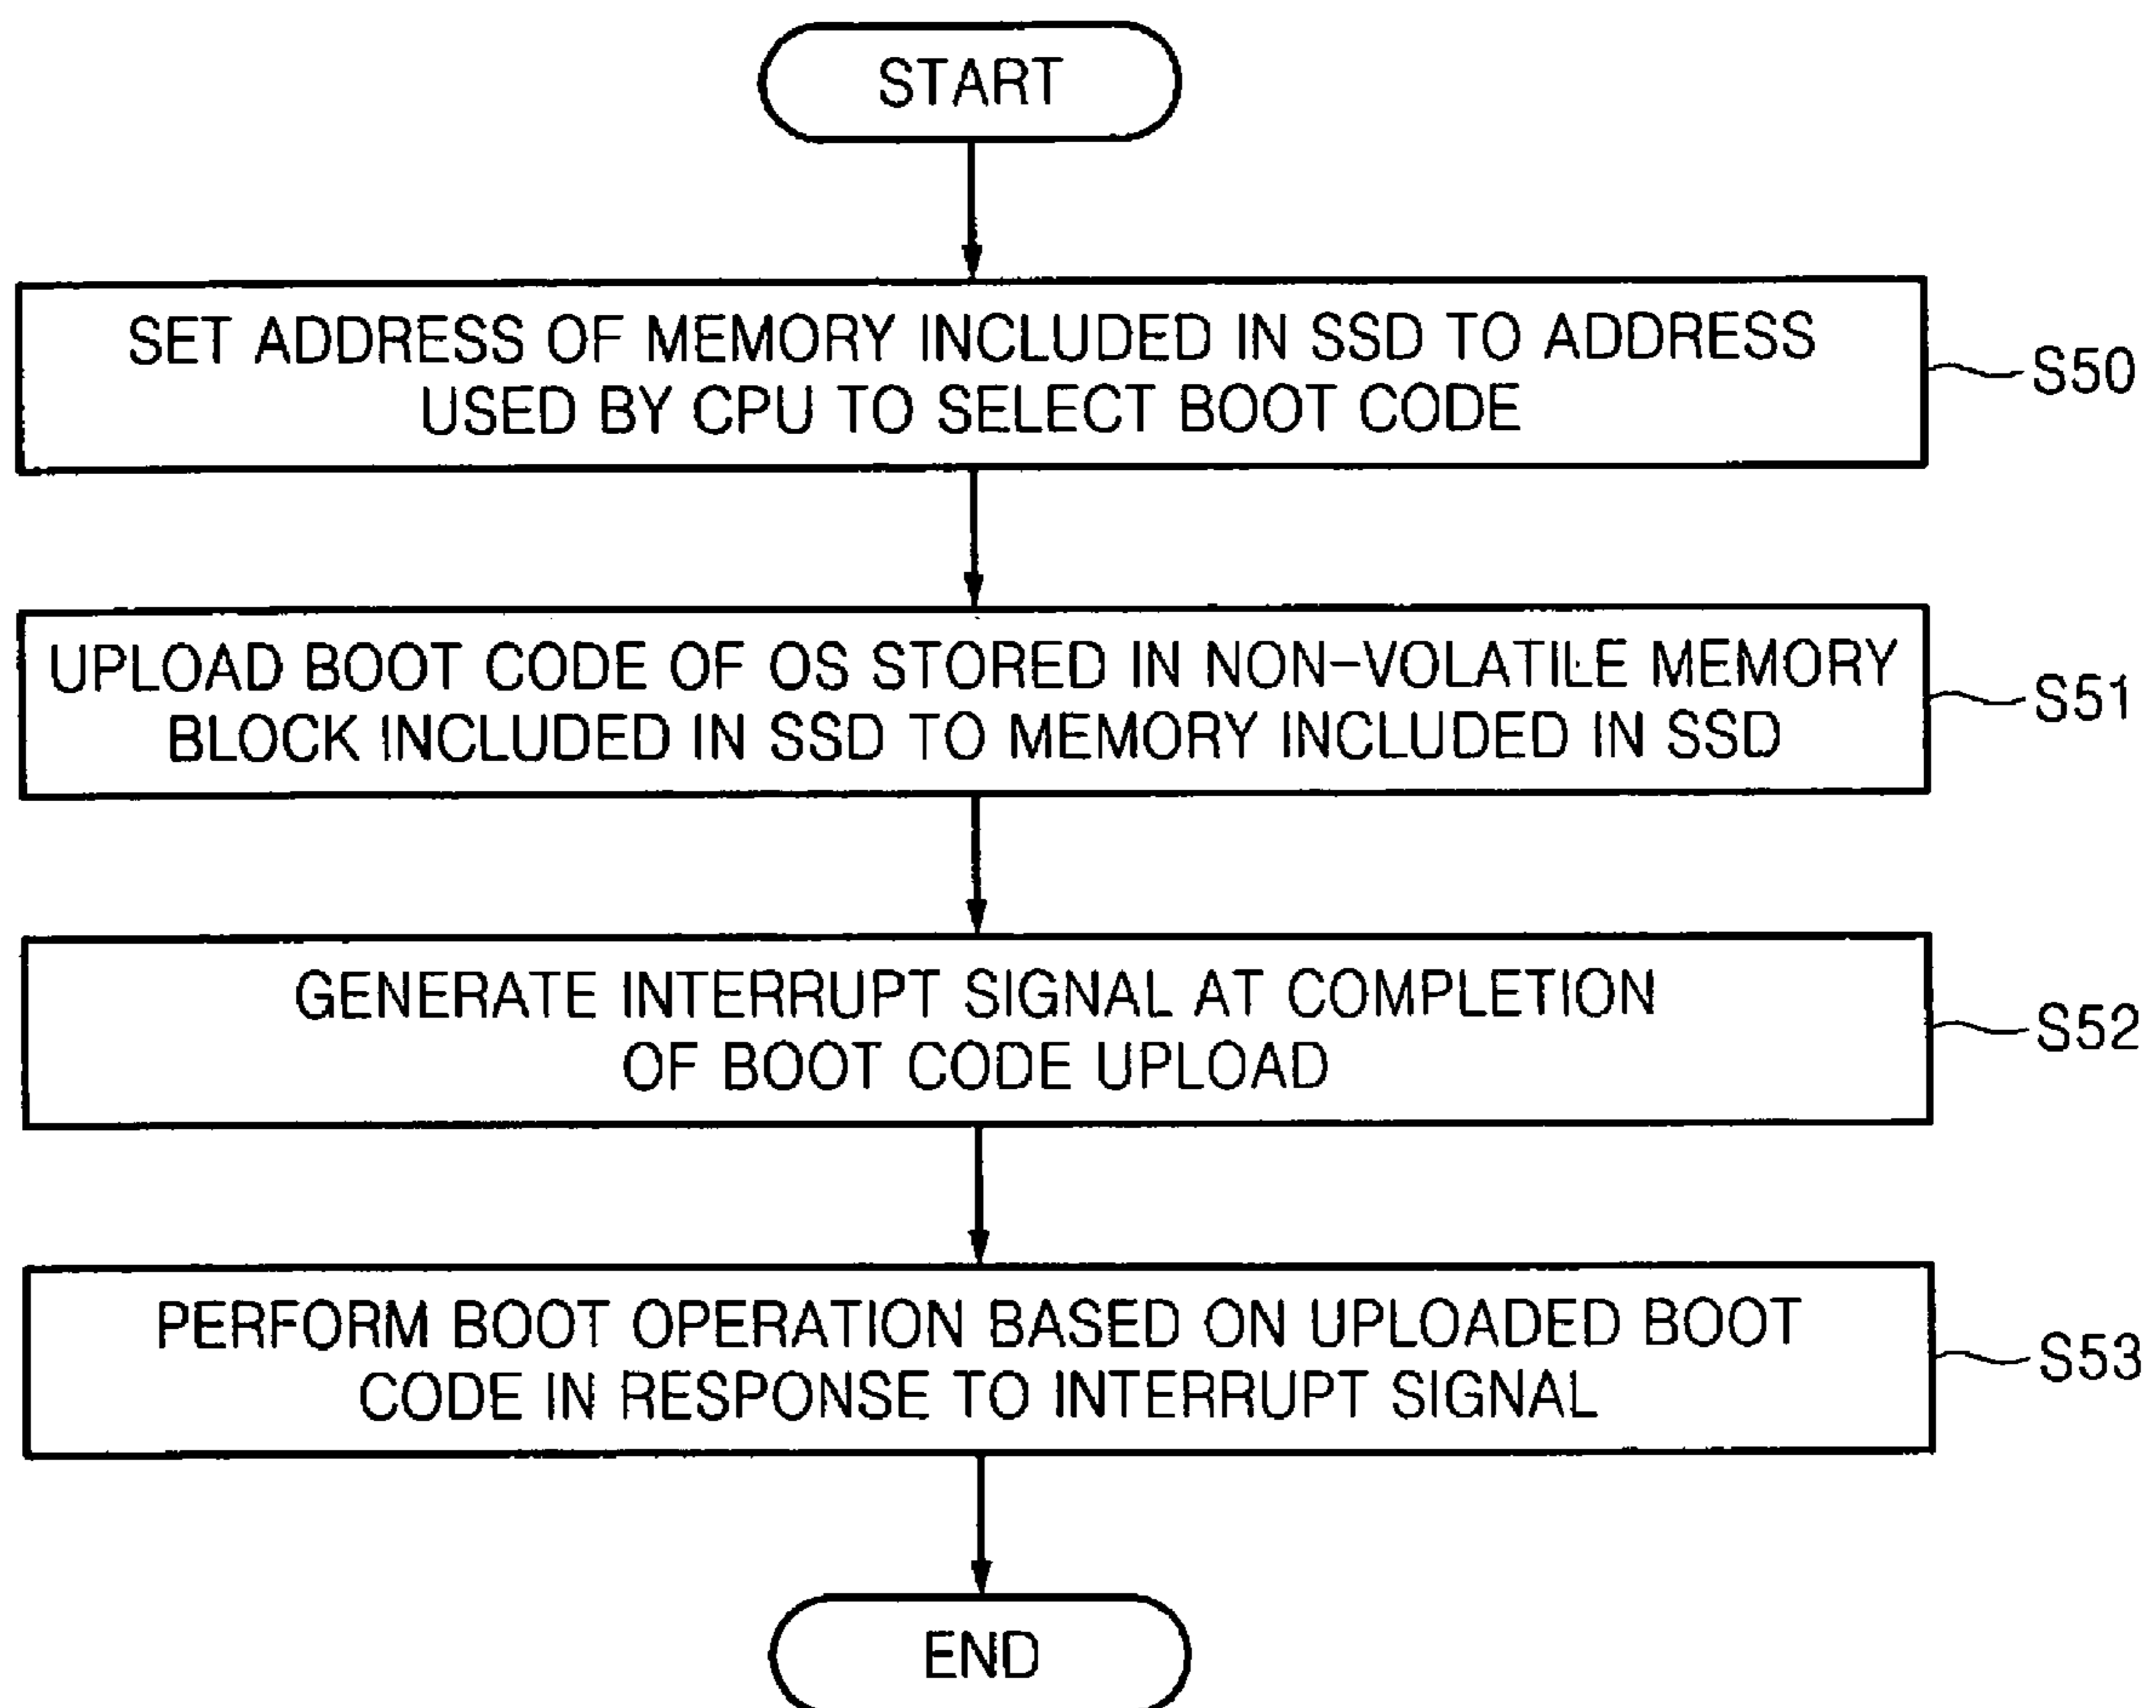 START
SET ADDRESS OF MEMORY INCLUDED IN SSD TO ADDRESS
USED BY CPU TO SELECT BOOT CODE
S50
UPLOAD BOOT CODE OF OS STORED IN NON-VOLATILE MEMORY
BLOCK INCLUDED IN SSD TO MEMORY INCLUDED IN SSD
S51
GENERATE INTERRUPT SIGNAL AT COMPLETION
OF BOOT CODE UPLOAD
S52
PERFORM BOOT OPERATION BASED ON UPLOADED BOOT
CODE IN RESPONSE TO INTERRUPT SIGNAL
S53
END